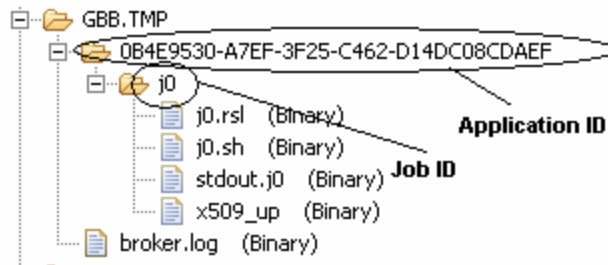 GBB.TMP
0B4E9530-A7EF-3F25-C462-D14DC08CDAEF
j0
j0.rsl (Binary)
Application ID
j0.sh (Binary)
Job ID
stdout.j0 (Binary)
x509_up (Binary)
broker.log (Binary)